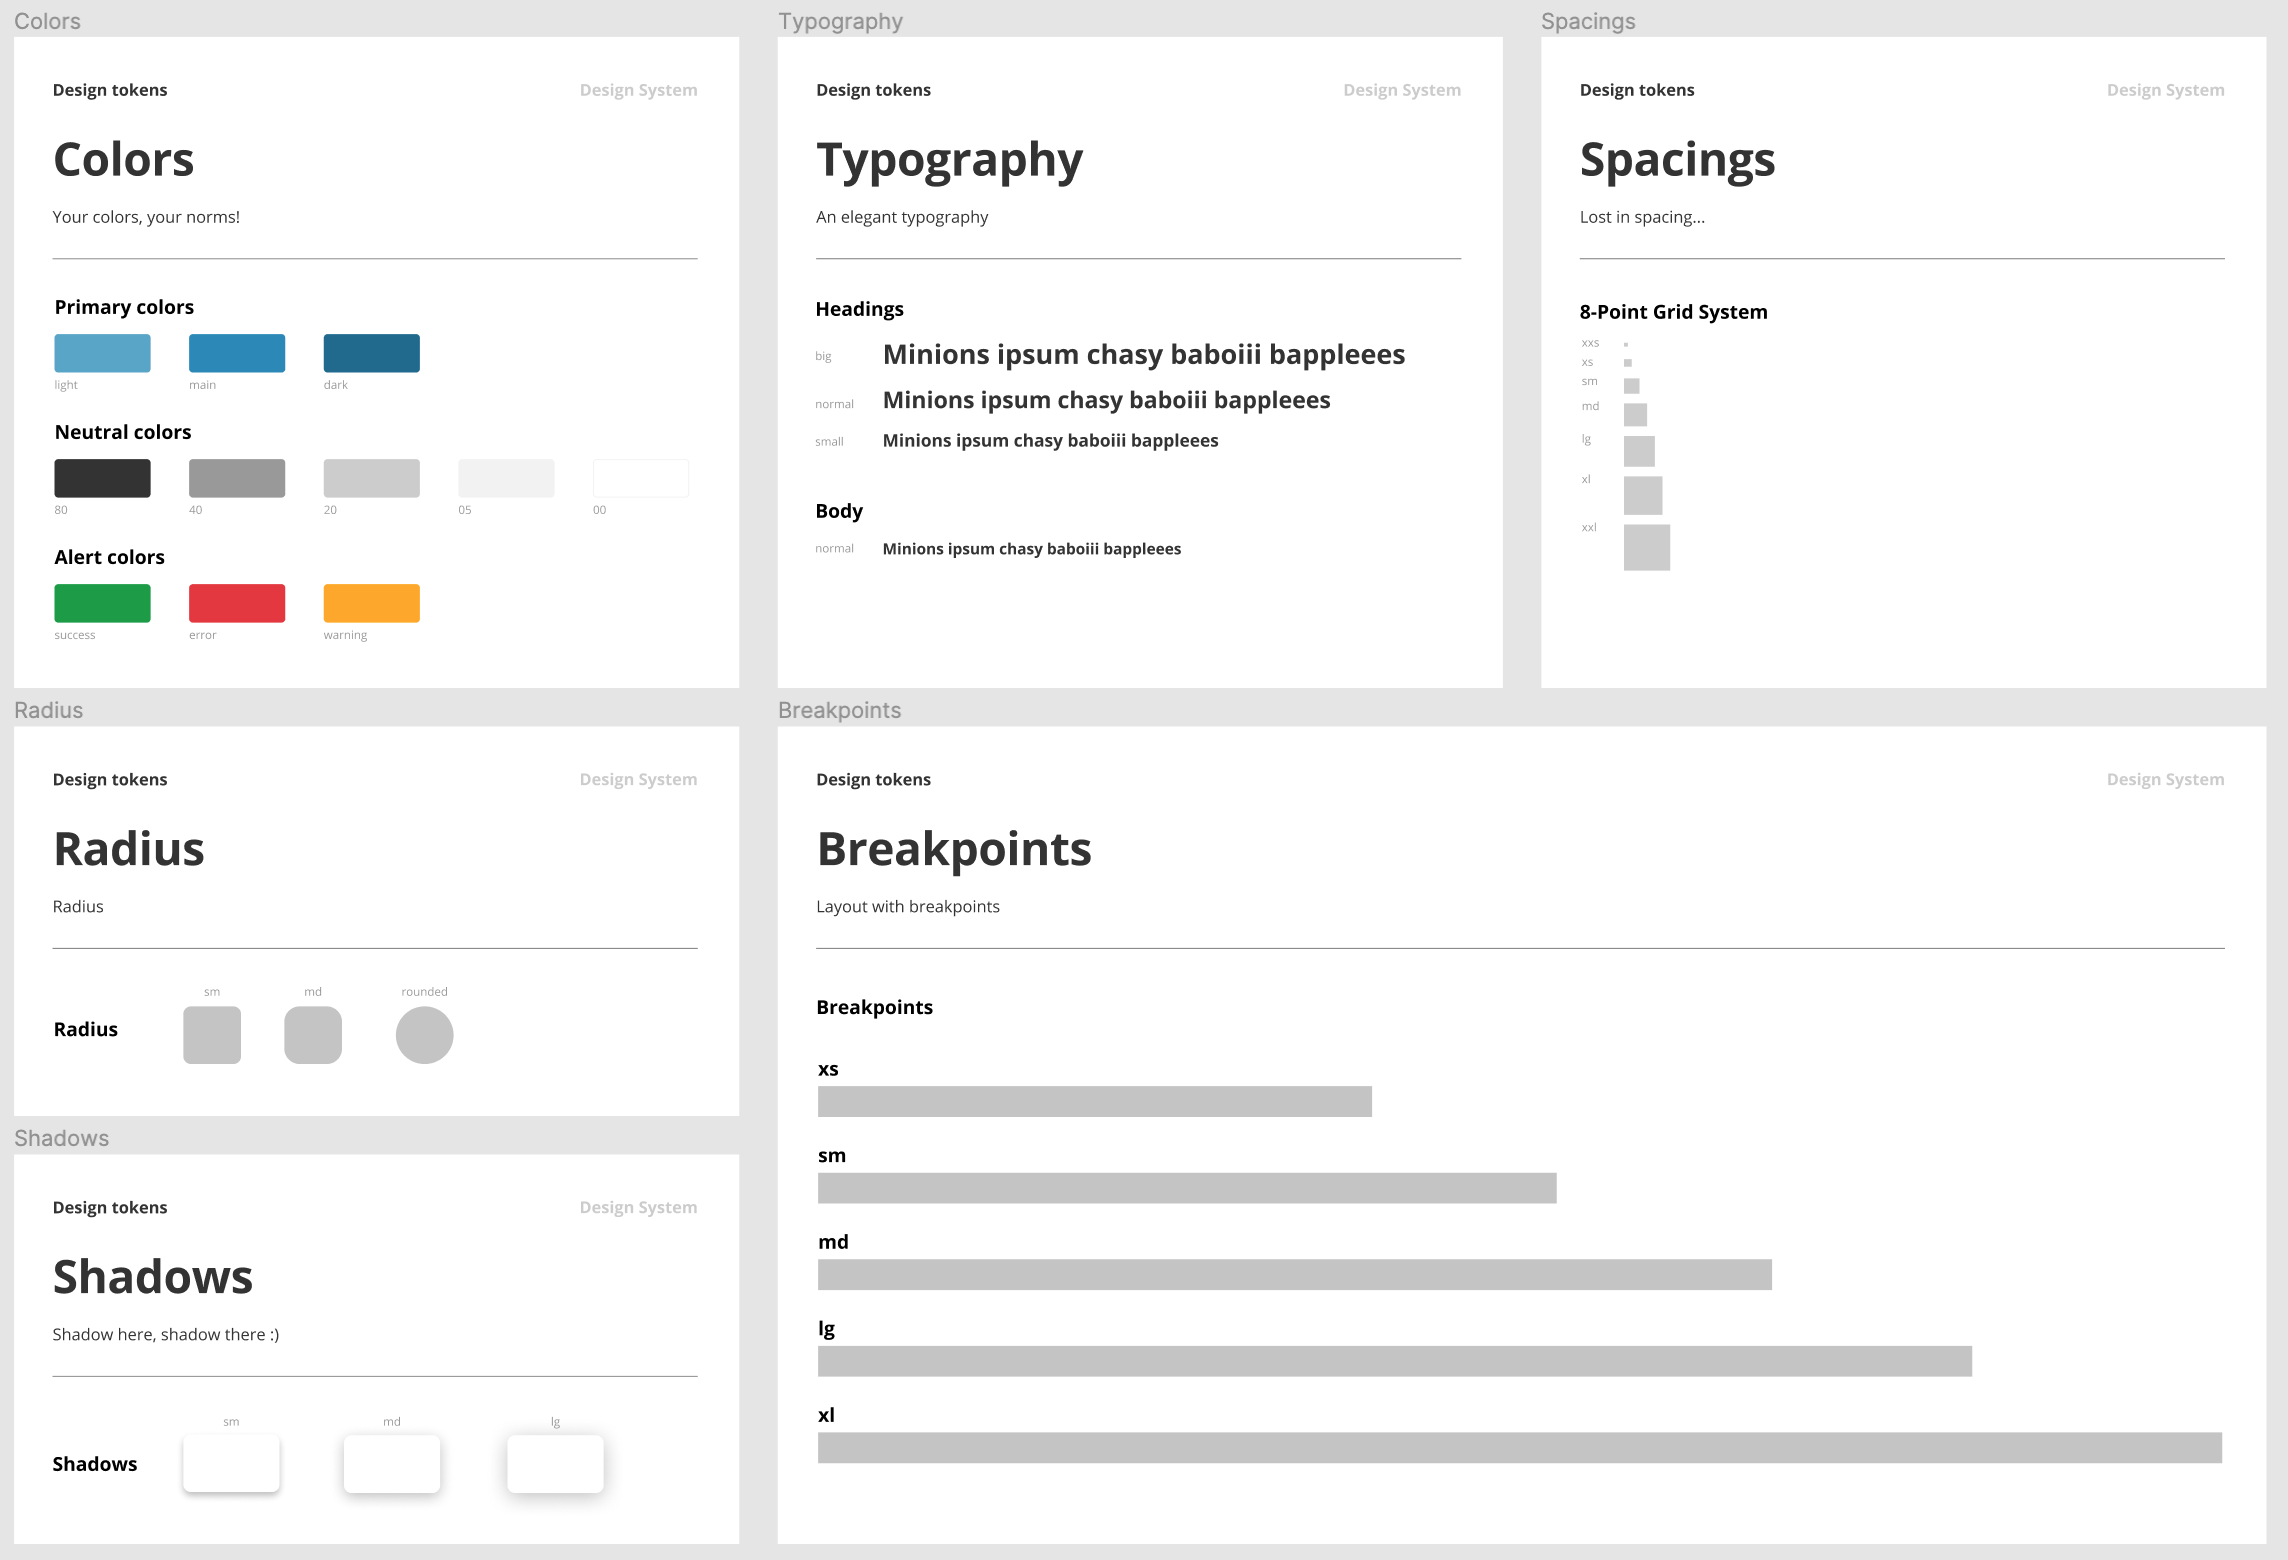 Colors
Design tokens
Design System
Colors
Your colors, your norms!
Primary colors
light
main
dark
Neutral colors
80
40
20
05
00
Alert colors
success
error
warning
Typography
Design tokens
Design System
Typography
An elegant typography
Headings
big
Minions ipsum chasy baboiii bappleees
normal
Minions ipsum chasy baboiii bappleees
small
Minions ipsum chasy baboiii bappleees
Body
normal
Minions ipsum chasy baboiii bappleees
Spacings
Design tokens
Design System
Spacings
Lost in spacing...
8-Point Grid System
xxs
xs
sm
md
lg
xl
xxl
Radius
Design tokens
Design System
Radius
Radius
sm
md
rounded
Radius
Breakpoints
Design tokens
Design System
Breakpoints
Layout with breakpoints
Breakpoints
xs
sm
md
lg
xl
Shadows
Design tokens
Design System
Shadows
Shadow here, shadow there :)
sm
md
lg
Shadows